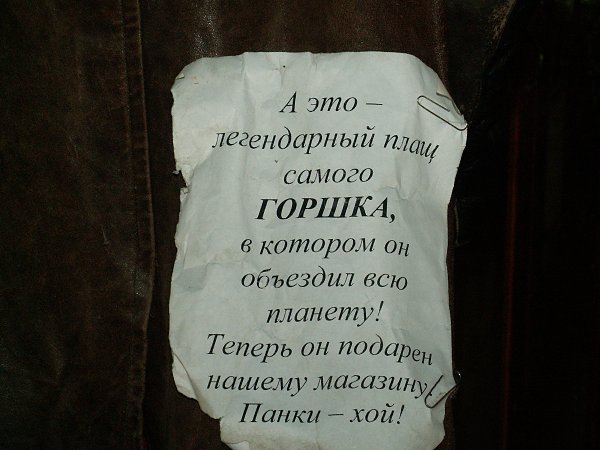 А это –
легендарный плащ
самого
ГОРШКА,
в котором он
объездил всю
планету!
Теперь он подарен
нашему магазину!
Панки – хой!